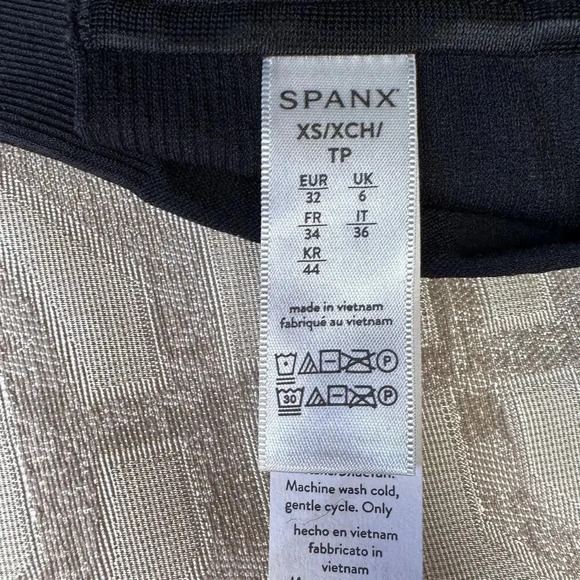 SPANX
XS/XCH/
TP
EUR UK
32 6
FR IT
34 36
KR
44
made in vietnam
fabriqué au vietnam
P
30 P
Machine wash cold,
gentle cycle. Only
hecho en vietnam
fabbricato in
vietnam